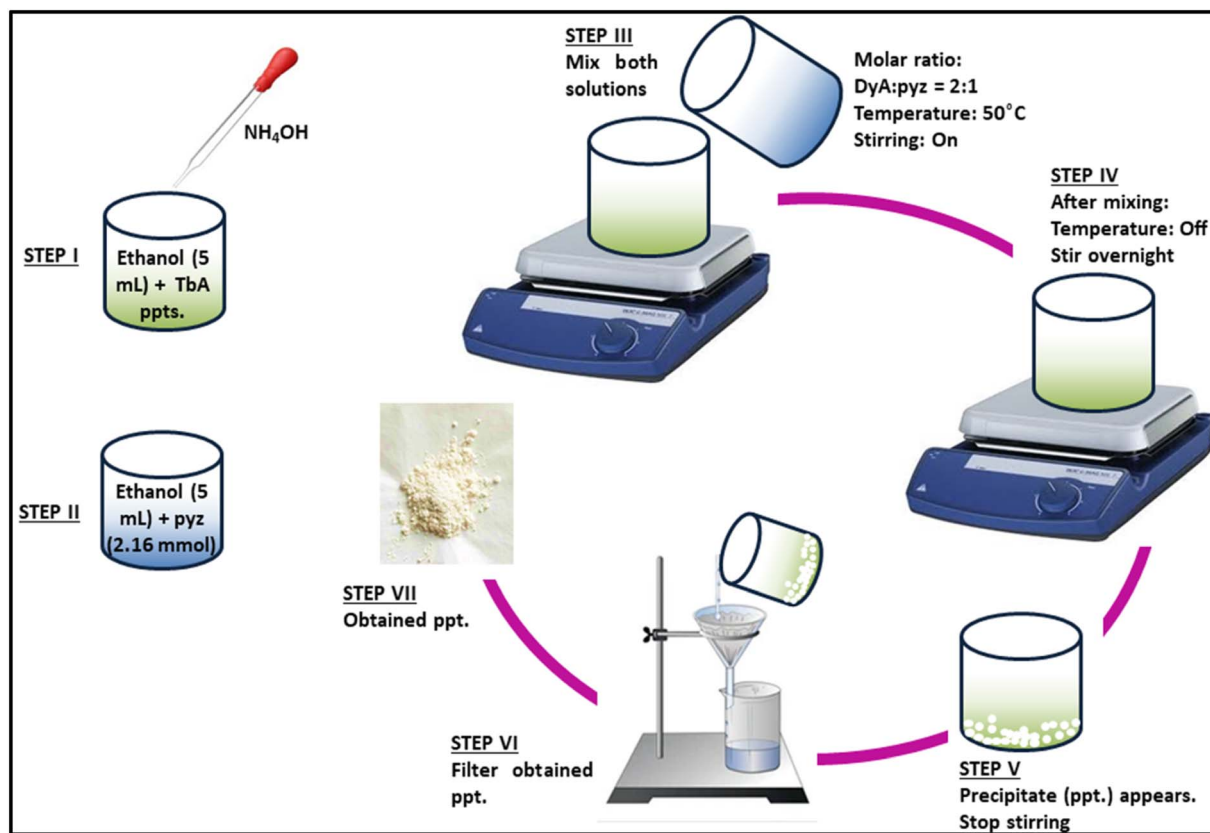 NH₄OH
STEP I
Ethanol (5
mL) + TbA
ppts.
STEP II
Ethanol (5
mL) + pyz
(2.16 mmol)
STEP III
Mix both
solutions
Molar ratio:
DyA:pyz = 2:1
Temperature: 50˚C
Stirring: On
STEP IV
After mixing:
Temperature: Off
Stir overnight
STEP V
Precipitate (ppt.) appears.
Stop stirring
STEP VI
Filter obtained
ppt.
STEP VII
Obtained ppt.